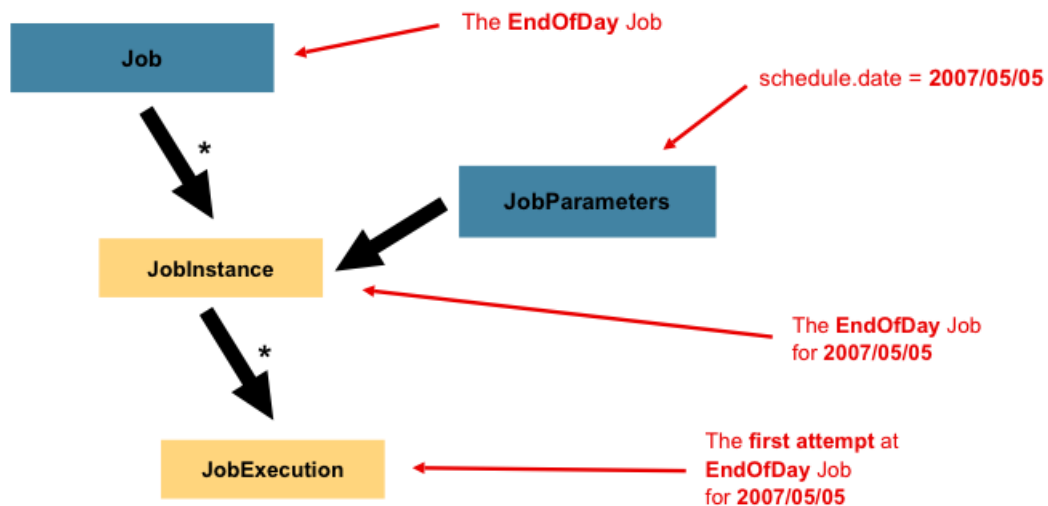 The EndOfDay Job
Job
schedule.date = 2007/05/05
*
JobParameters
JobInstance
The EndOfDay Job
for 2007/05/05
*
The first attempt at
EndOfDay Job
for 2007/05/05
JobExecution